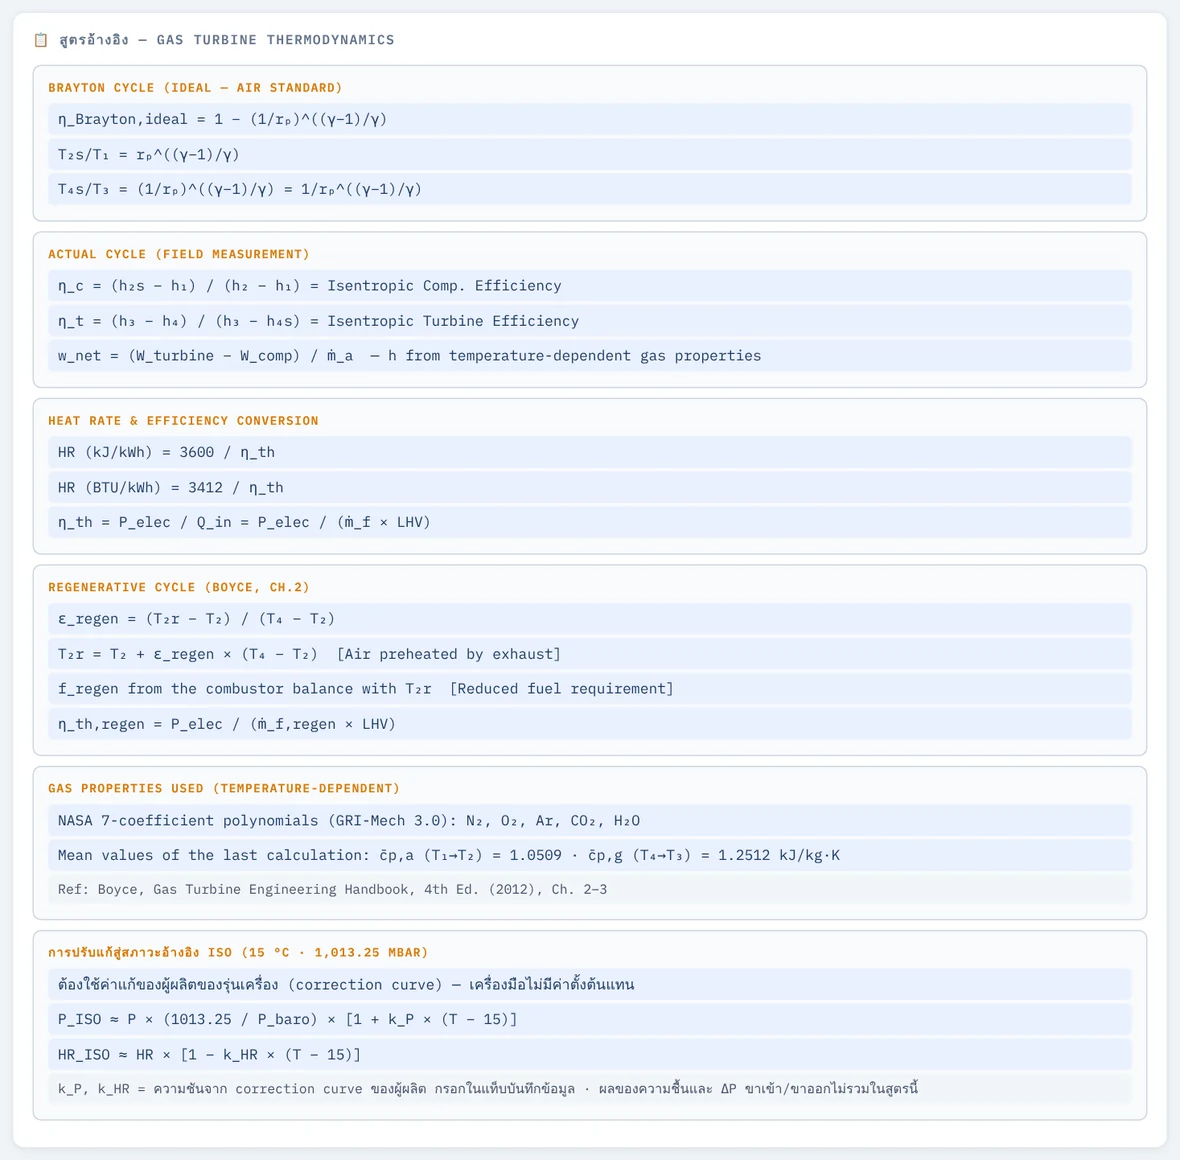 📋 สูตรอ้างอิง — GAS TURBINE THERMODYNAMICS
BRAYTON CYCLE (IDEAL — AIR STANDARD)
η_Brayton,ideal = 1 − (1/rₚ)^((γ−1)/γ)
T₂s/T₁ = rₚ^((γ−1)/γ)
T₄s/T₃ = (1/rₚ)^((γ−1)/γ) = 1/rₚ^((γ−1)/γ)
ACTUAL CYCLE (FIELD MEASUREMENT)
η_c = (h₂s − h₁) / (h₂ − h₁) = Isentropic Comp. Efficiency
η_t = (h₃ − h₄) / (h₃ − h₄s) = Isentropic Turbine Efficiency
w_net = (W_turbine − W_comp) / ṁ_a — h from temperature-dependent gas properties
HEAT RATE & EFFICIENCY CONVERSION
HR (kJ/kWh) = 3600 / η_th
HR (BTU/kWh) = 3412 / η_th
η_th = P_elec / Q_in = P_elec / (ṁ_f × LHV)
REGENERATIVE CYCLE (BOYCE, CH.2)
ε_regen = (T₂r − T₂) / (T₄ − T₂)
T₂r = T₂ + ε_regen × (T₄ − T₂) [Air preheated by exhaust]
f_regen from the combustor balance with T₂r [Reduced fuel requirement]
η_th,regen = P_elec / (ṁ_f,regen × LHV)
GAS PROPERTIES USED (TEMPERATURE-DEPENDENT)
NASA 7-coefficient polynomials (GRI-Mech 3.0): N₂, O₂, Ar, CO₂, H₂O
Mean values of the last calculation: c̄p,a (T₁→T₂) = 1.0509 · c̄p,g (T₄→T₃) = 1.2512 kJ/kg·K
Ref: Boyce, Gas Turbine Engineering Handbook, 4th Ed. (2012), Ch. 2–3
การปรับแก้สู่สภาวะอ้างอิง ISO (15 °C · 1,013.25 MBAR)
ต้องใช้ค่าแก้ของผู้ผลิตของรุ่นเครื่อง (correction curve) — เครื่องมือไม่มีค่าตั้งต้นแทน
P_ISO ≈ P × (1013.25 / P_baro) × [1 + k_P × (T − 15)]
HR_ISO ≈ HR × [1 − k_HR × (T − 15)]
k_P, k_HR = ความชันจาก correction curve ของผู้ผลิต กรอกในแท็บบันทึกข้อมูล · ผลของความชื้นและ ΔP ขาเข้า/ขาออกไม่รวมในสูตรนี้